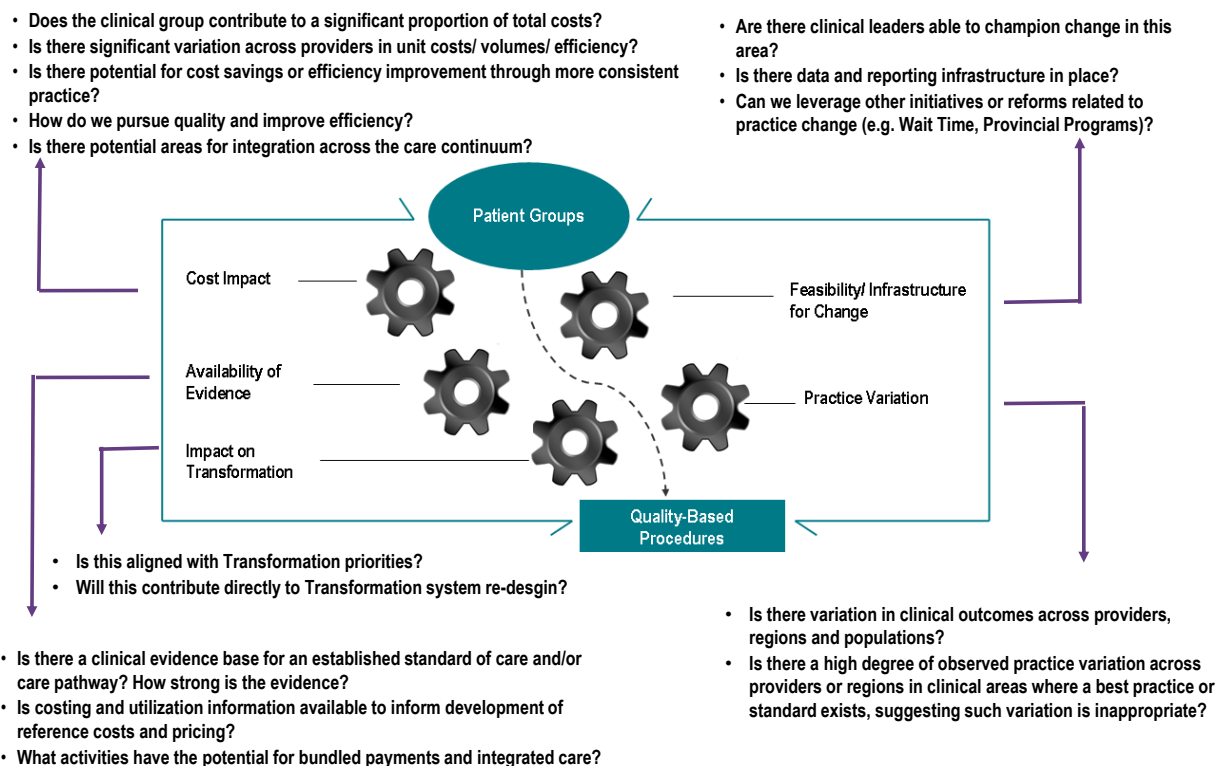 • Does the clinical group contribute to a significant proportion of total costs?
• Is there significant variation across providers in unit costs/ volumes/ efficiency?
• Is there potential for cost savings or efficiency improvement through more consistent
practice?
• How do we pursue quality and improve efficiency?
• Is there potential areas for integration across the care continuum?
• Are there clinical leaders able to champion change in this
area?
• Is there data and reporting infrastructure in place?
• Can we leverage other initiatives or reforms related to
practice change (e.g. Wait Time, Provincial Programs)?
Patient Groups
Cost Impact
Feasibility/ Infrastructure
for Change
Availability of
Evidence
Practice Variation
Impact on
Transformation
Quality-Based
Procedures
• Is this aligned with Transformation priorities?
• Will this contribute directly to Transformation system re-desgin?
• Is there a clinical evidence base for an established standard of care and/or
care pathway? How strong is the evidence?
• Is costing and utilization information available to inform development of
reference costs and pricing?
• What activities have the potential for bundled payments and integrated care?
• Is there variation in clinical outcomes across providers,
regions and populations?
• Is there a high degree of observed practice variation across
providers or regions in clinical areas where a best practice or
standard exists, suggesting such variation is inappropriate?